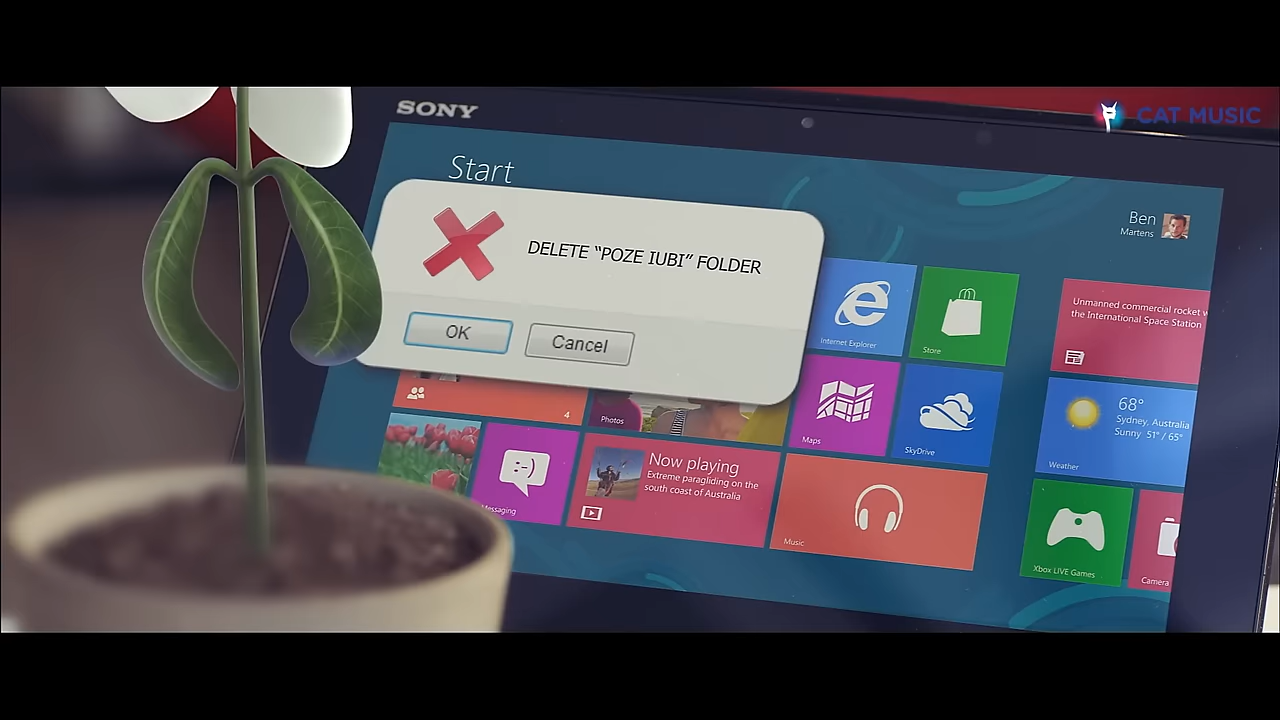 SONY
CAT MUSIC
Start
Ben
Martens
DELETE “POZE IUBI” FOLDER
OK
Cancel
Internet Explorer
Store
Unmanned commercial rocket
the International Space Station
4
Photos
Maps
SkyDrive
68°
Sydney, Australia
Sunny 51° / 65°
Weather
Messaging
Now playing
Extreme paragliding on the
south coast of Australia
Music
Xbox LIVE Games
Camera